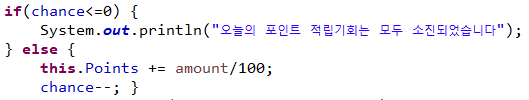 if(chance<=0) {
System.out.println("오늘의 포인트 적립기회는 모두 소진되었습니다");
} else {
this.Points += amount/100;
chance--; }